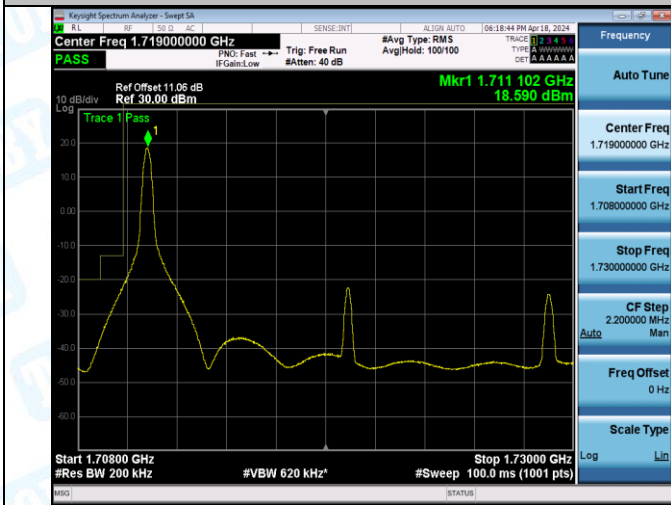 Keysight Spectrum Analyzer - Swept SA
RL RF 50 Ω AC SENSE:INT ALIGN AUTO 06:18:44 PM Apr 18, 2024
Center Freq 1.719000000 GHz
PASS
PNO: Fast
IFGain:Low
Trig: Free Run
#Atten: 40 dB
#Avg Type: RMS
Avg|Hold: 100/100
TRACE 1 2 3 4 5 6
TYPE A WWWWW
DET A A A A A A
Mkr1 1.711 102 GHz
18.590 dBm
Ref Offset 11.06 dB
10 dB/div Ref 30.00 dBm
Log
Trace 1 Pass
1
20.0
10.0
0.00
-10.0
-20.0
-30.0
-40.0
-50.0
-60.0
Start 1.70800 GHz Stop 1.73000 GHz
#Res BW 200 kHz #VBW 620 kHz* #Sweep 100.0 ms (1001 pts)
MSG STATUS
Frequency
Auto Tune
Center Freq
1.719000000 GHz
Start Freq
1.708000000 GHz
Stop Freq
1.730000000 GHz
CF Step
2.200000 MHz
Auto Man
Freq Offset
0 Hz
Scale Type
Log Lin